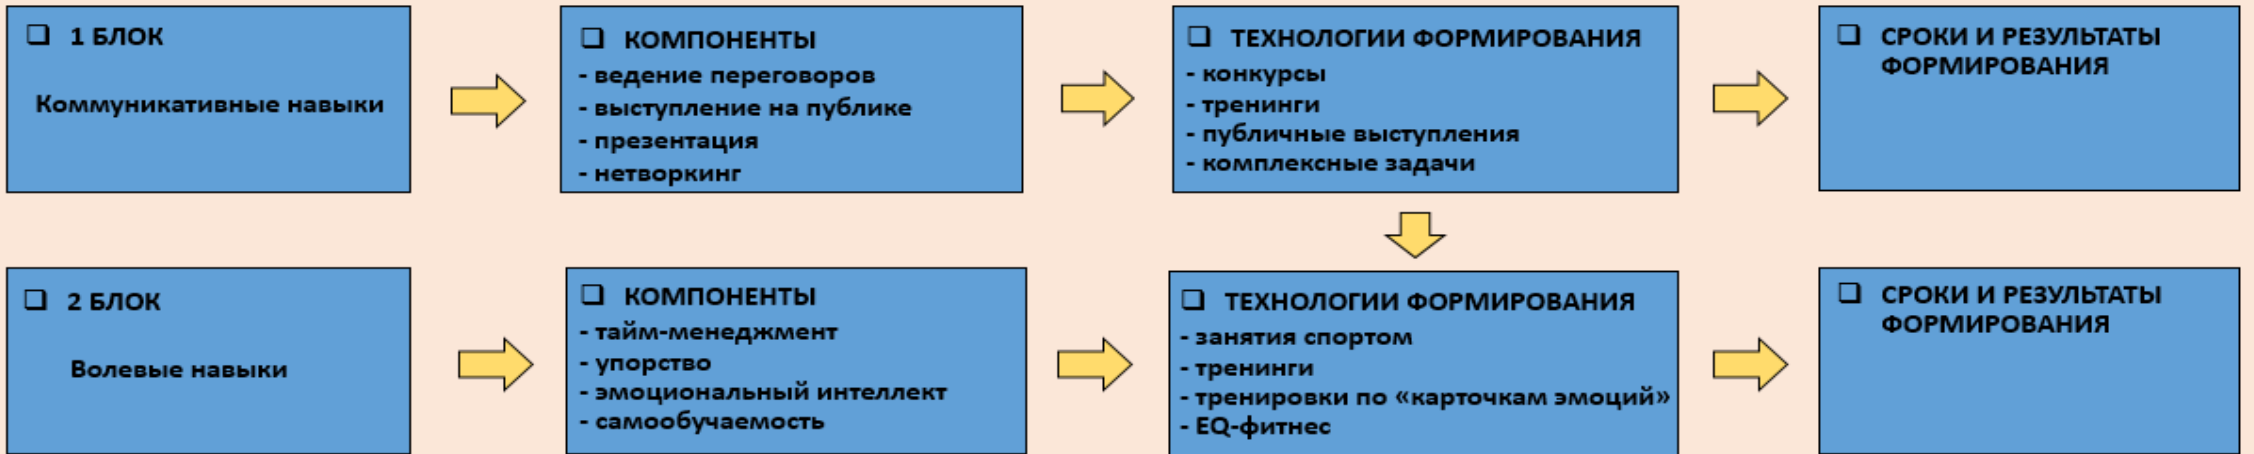 ❑ 1 БЛОК
Коммуникативные навыки
❑ КОМПОНЕНТЫ
- ведение переговоров
- выступление на публике
- презентация
- нетворкинг
❑ ТЕХНОЛОГИИ ФОРМИРОВАНИЯ
- конкурсы
- тренинги
- публичные выступления
- комплексные задачи
❑ СРОКИ И РЕЗУЛЬТАТЫ
ФОРМИРОВАНИЯ
❑ 2 БЛОК
Волевые навыки
❑ КОМПОНЕНТЫ
- тайм-менеджмент
- упорство
- эмоциональный интеллект
- самообучаемость
❑ ТЕХНОЛОГИИ ФОРМИРОВАНИЯ
- занятия спортом
- тренинги
- тренировки по «карточкам эмоций»
- EQ-фитнес
❑ СРОКИ И РЕЗУЛЬТАТЫ
ФОРМИРОВАНИЯ